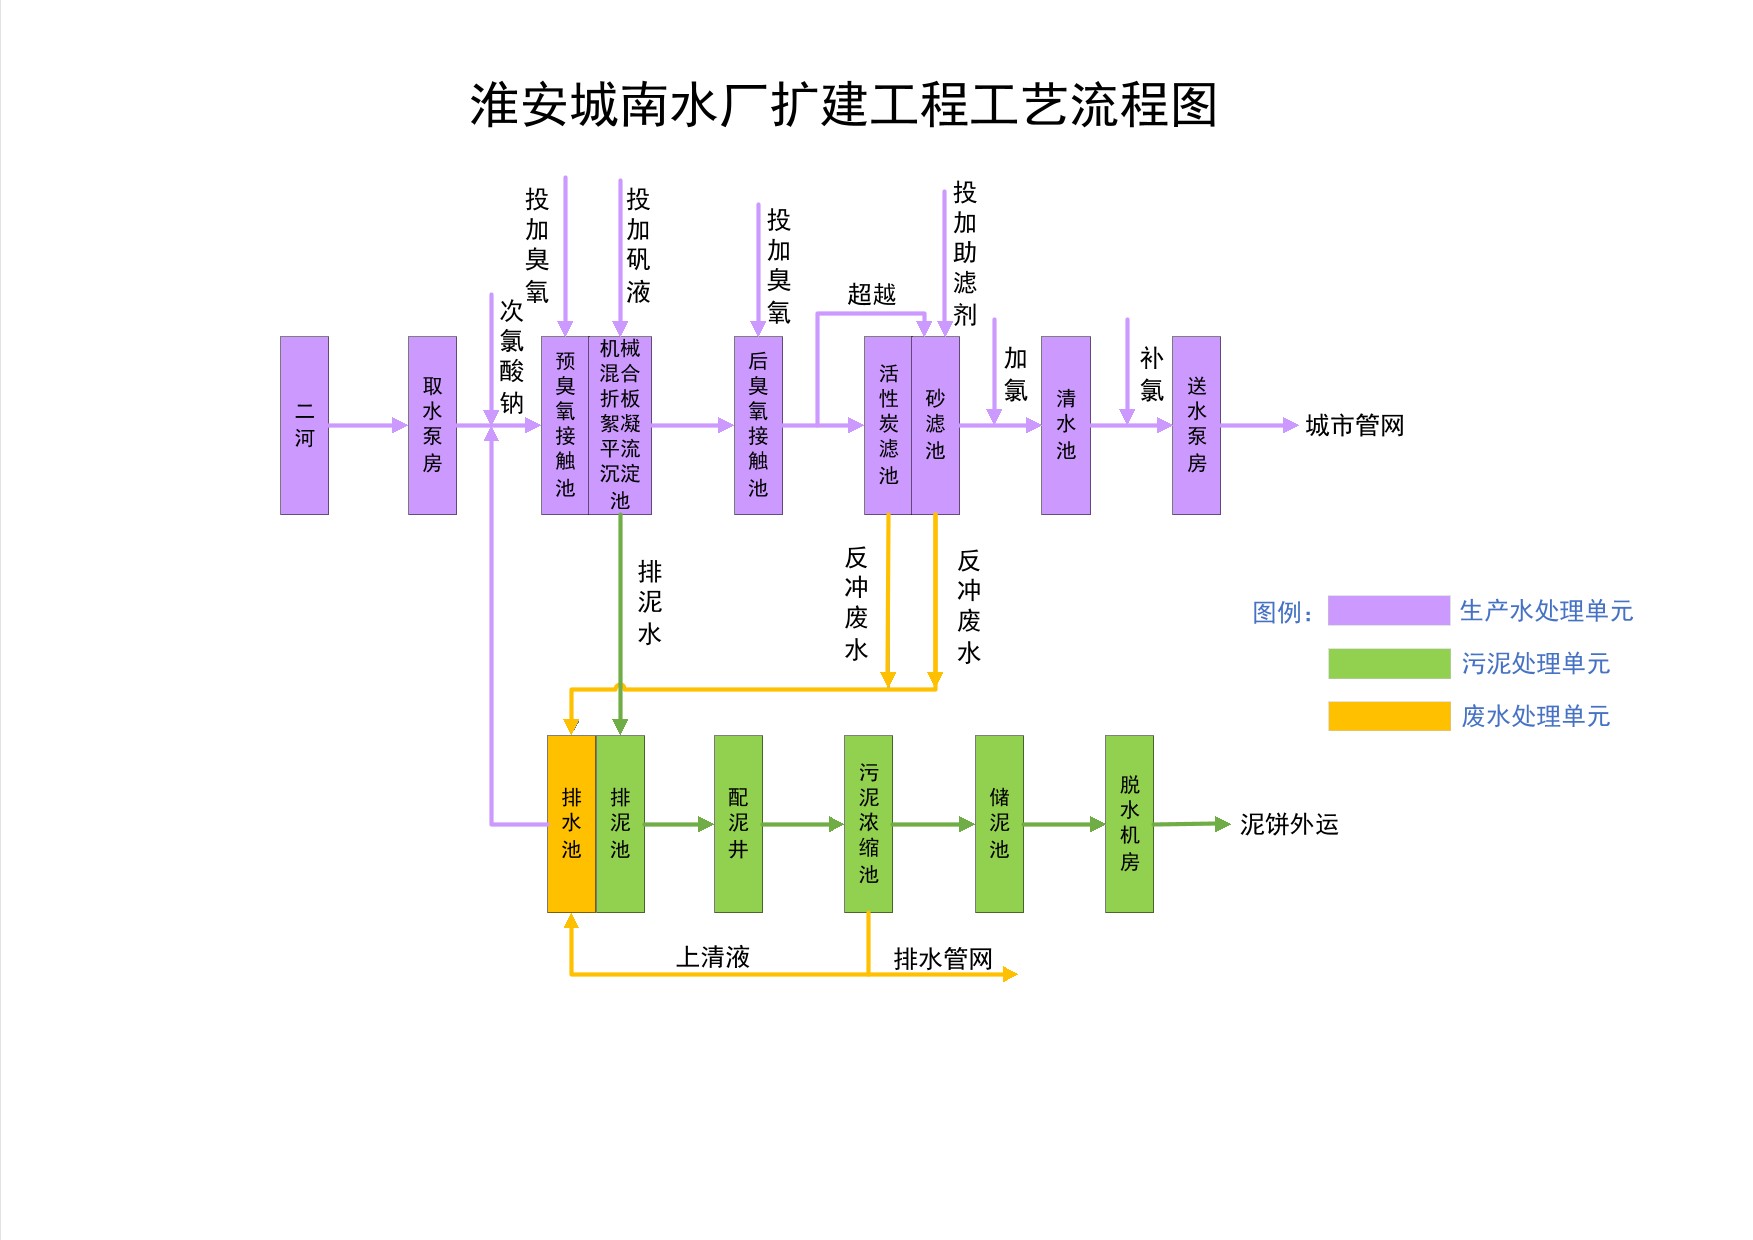 淮安城南水厂扩建工程工艺流程图
投加臭氧
投加矾液
投加臭氧
投加助滤剂
次氯酸钠
超越
加氯
补氯
二河
取水泵房
预臭氧接触池
机械
混合
折板
絮凝
平流
沉淀
池
后臭氧接触池
活性炭滤池
砂滤池
清水池
送水泵房
城市管网
排泥水
反冲废水
反冲废水
图例：
生产水处理单元
污泥处理单元
废水处理单元
排水池
排泥池
配泥井
污泥浓缩池
储泥池
脱水机房
泥饼外运
上清液
排水管网